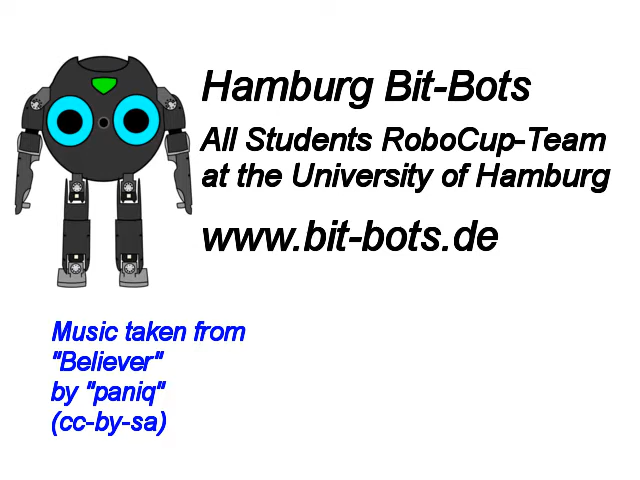 Hamburg Bit-Bots
All Students RoboCup-Team
at the University of Hamburg
www.bit-bots.de
Music taken from
"Believer"
by "paniq"
(cc-by-sa)